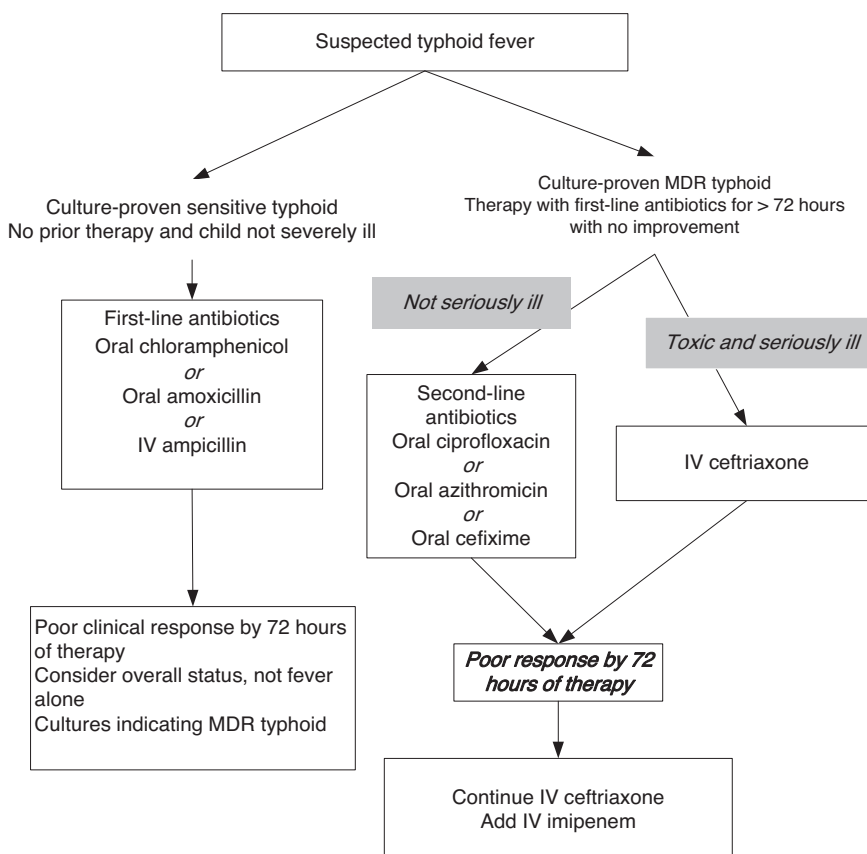 Suspected typhoid fever
Culture-proven sensitive typhoid
No prior therapy and child not severely ill
Culture-proven MDR typhoid
Therapy with first-line antibiotics for > 72 hours
with no improvement
First-line antibiotics
Oral chloramphenicol
or
Oral amoxicillin
or
IV ampicillin
Not seriously ill
Toxic and seriously ill
Second-line
antibiotics
Oral ciprofloxacin
or
Oral azithromicin
or
Oral cefixime
IV ceftriaxone
Poor clinical response by 72 hours
of therapy
Consider overall status, not fever
alone
Cultures indicating MDR typhoid
Poor response by 72
hours of therapy
Continue IV ceftriaxone
Add IV imipenem